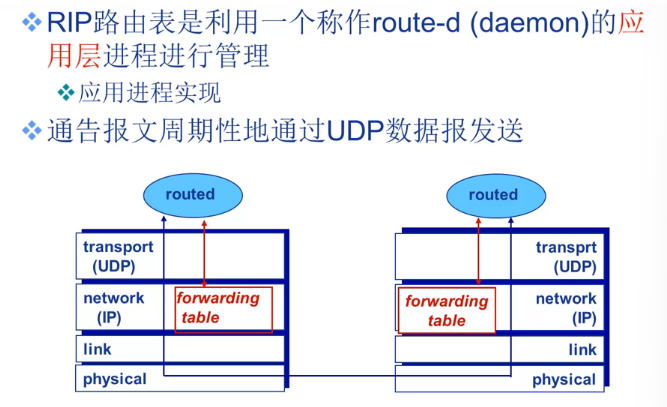 RIP路由表是利用一个称作route-d (daemon)的应
用层进程进行管理
应用进程实现
通告报文周期性地通过UDP数据报发送
routed
routed
transport
(UDP)
transprt
(UDP)
network
(IP)
forwarding
table
forwarding
table
network
(IP)
link
link
physical
physical